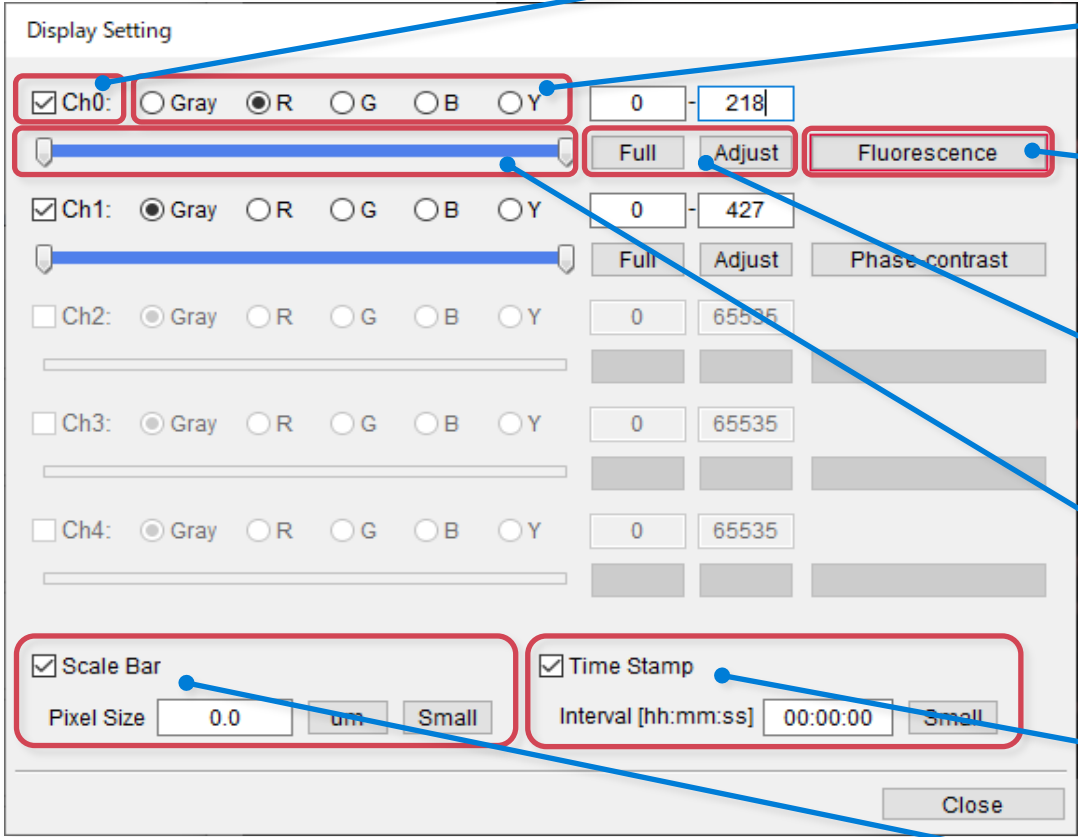 Display Setting
Ch0: Gray R G B Y 0 - 218
Full Adjust Fluorescence
Ch1: Gray R G B Y 0 - 427
Full Adjust Phase-contrast
Ch2: Gray R G B Y 0 65535
Ch3: Gray R G B Y 0 65535
Ch4: Gray R G B Y 0 65535
Scale Bar Time Stamp
Pixel Size 0.0 um Small Interval [hh:mm:ss] 00:00:00 Small
Close